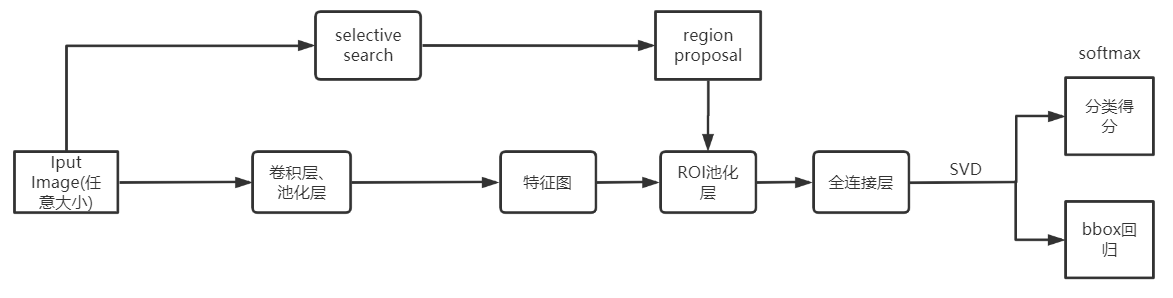 selective
search
region
proposal
softmax
分类得
分
Iput
Image(任
意大小)
卷积层、
池化层
特征图
ROI池化
层
全连接层
SVD
bbox回
归